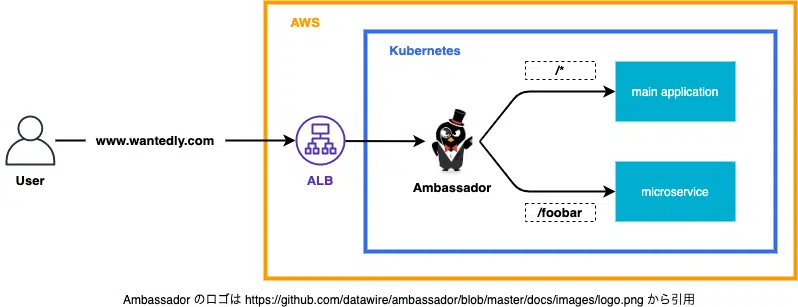 AWS
Kubernetes
/*
main application
www.wantedly.com
User
ALB
Ambassador
microservice
/foobar
Ambassador のロゴは https://github.com/datawire/ambassador/blob/master/docs/images/logo.png から引用